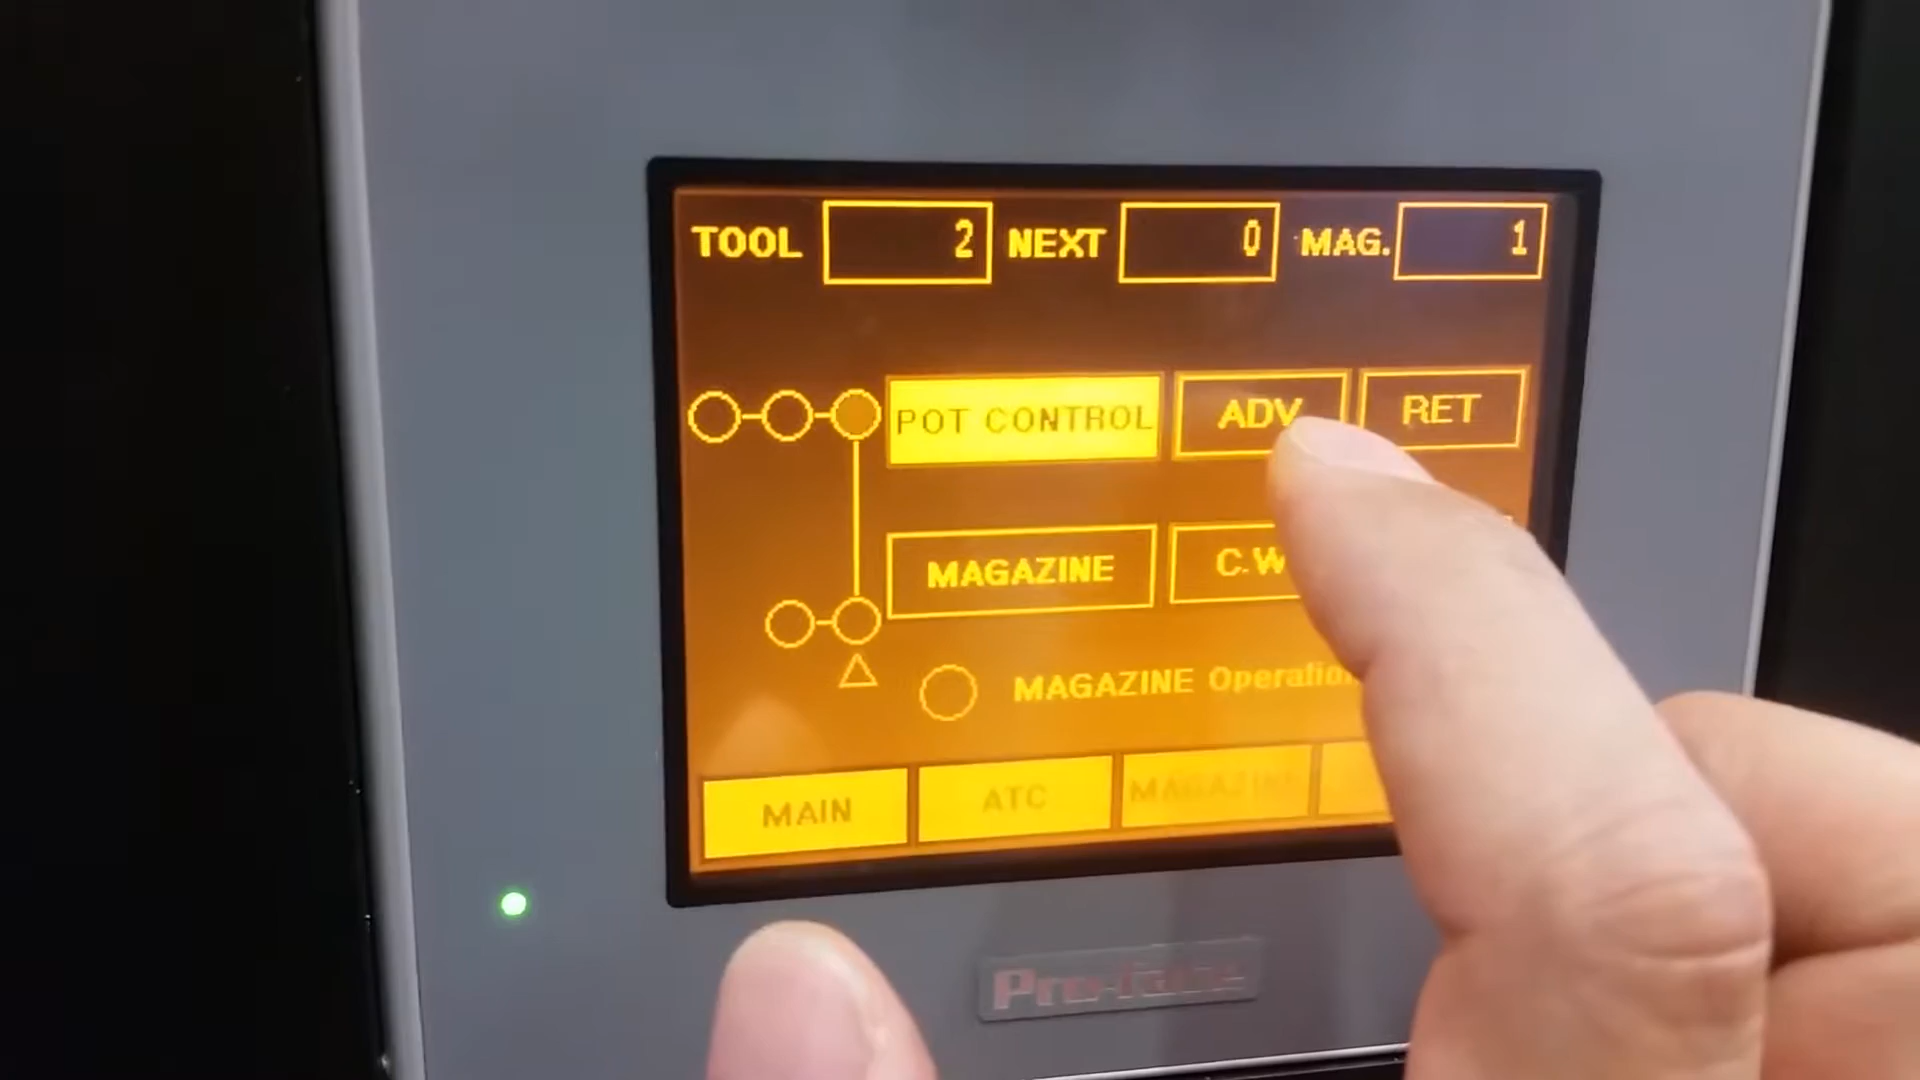 TOOL 2 NEXT 0 MAG. 1
POT CONTROL ADV RET
MAGAZINE C.W
MAGAZINE Operation
MAIN ATC MAGAZINE
Pro-face